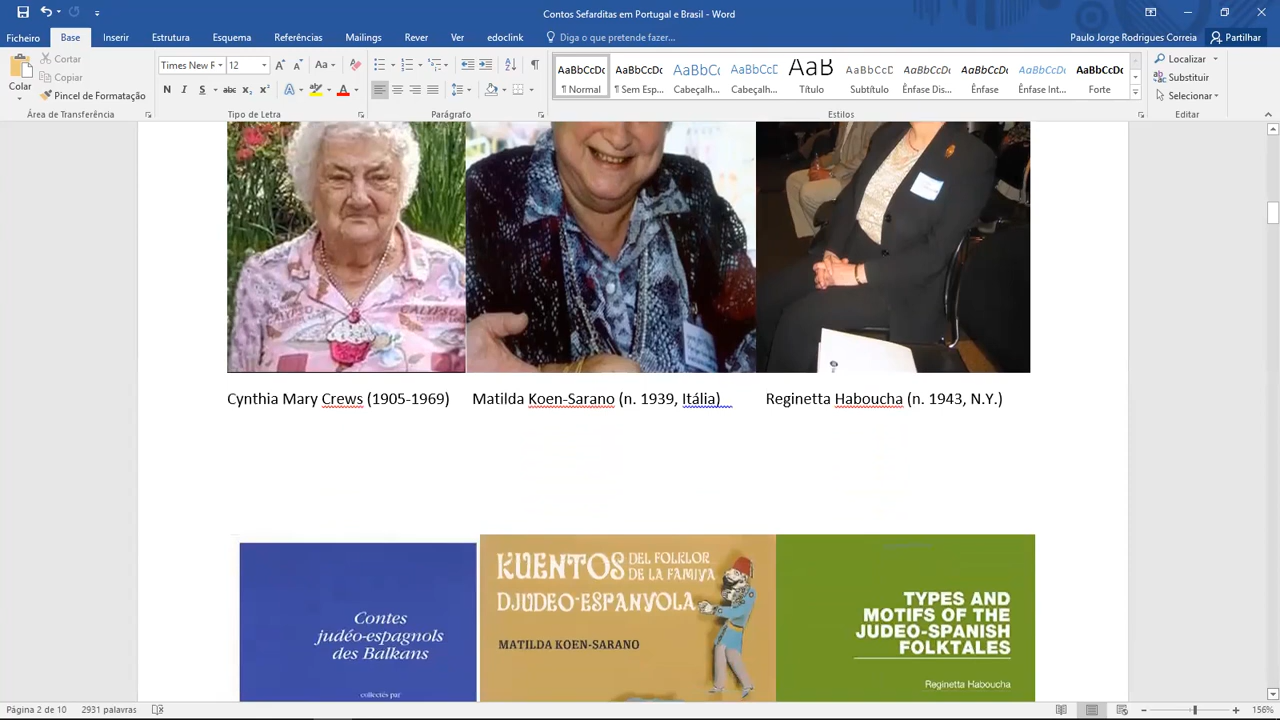 Contos Sefarditas em Portugal e Brasil - Word
Ficheiro Base Inserir Estrutura Esquema Referências Mailings Rever Ver edoclink Diga o que pretende fazer... Paulo Jorge Rodrigues Correia Partilhar
Colar
Cortar
Copiar
Pincel de Formatação
Área de Transferência
Times New F 12
Tipo de Letra
Parágrafo
AaBbCcDc AaBbCcDc AaBbCc AaBbCcC AaB AaBbCcD AaBbCcDc AaBbCcDc AaBbCcDc AaBbCcDc
¶ Normal ¶ Sem Esp... Cabeçalh... Cabeçalh... Título Subtítulo Ênfase Dis... Ênfase Ênfase Int... Forte
Estilos
Localizar
Substituir
Selecionar
Editar
CALYPSO CALYPSO
Cynthia Mary Crews (1905-1969) Matilda Koen-Sarano (n. 1939, Itália) Reginetta Haboucha (n. 1943, N.Y.)
Contes
judéo-espagnols
des Balkans
collectés par
KUENTOS DEL FOLKLOR
DE LA FAMIYA
DJUDEO-ESPANYOLA
MATILDA KOEN-SARANO
TYPES AND
MOTIFS OF THE
JUDEO-SPANISH
FOLKTALES
Reginetta Haboucha
Página 2 de 10 2931 palavras 156%